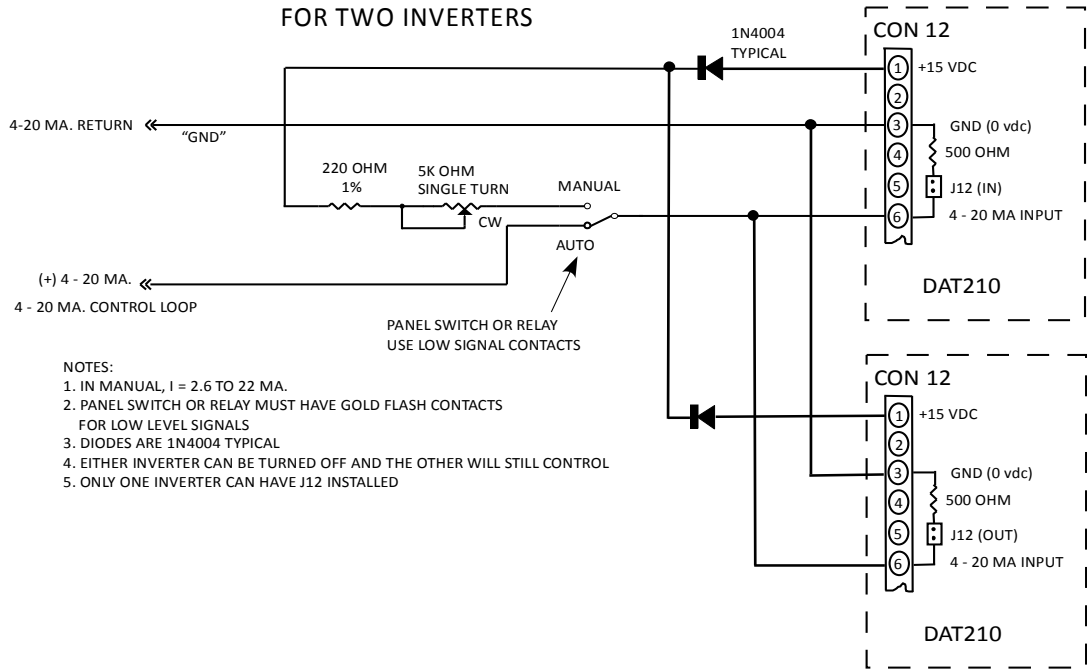 FOR TWO INVERTERS
1N4004
TYPICAL
CON 12
1
+15 VDC
2
4-20 MA. RETURN
"GND"
3
GND (0 vdc)
4
500 OHM
220 OHM
1%
5K OHM
SINGLE TURN
MANUAL
5
J12 (IN)
CW
6
4 - 20 MA INPUT
AUTO
(+) 4 - 20 MA.
4 - 20 MA. CONTROL LOOP
DAT210
PANEL SWITCH OR RELAY
USE LOW SIGNAL CONTACTS
NOTES:
1. IN MANUAL, I = 2.6 TO 22 MA.
2. PANEL SWITCH OR RELAY MUST HAVE GOLD FLASH CONTACTS
FOR LOW LEVEL SIGNALS
3. DIODES ARE 1N4004 TYPICAL
4. EITHER INVERTER CAN BE TURNED OFF AND THE OTHER WILL STILL CONTROL
5. ONLY ONE INVERTER CAN HAVE J12 INSTALLED
CON 12
1
+15 VDC
2
3
GND (0 vdc)
4
500 OHM
5
J12 (OUT)
6
4 - 20 MA INPUT
DAT210